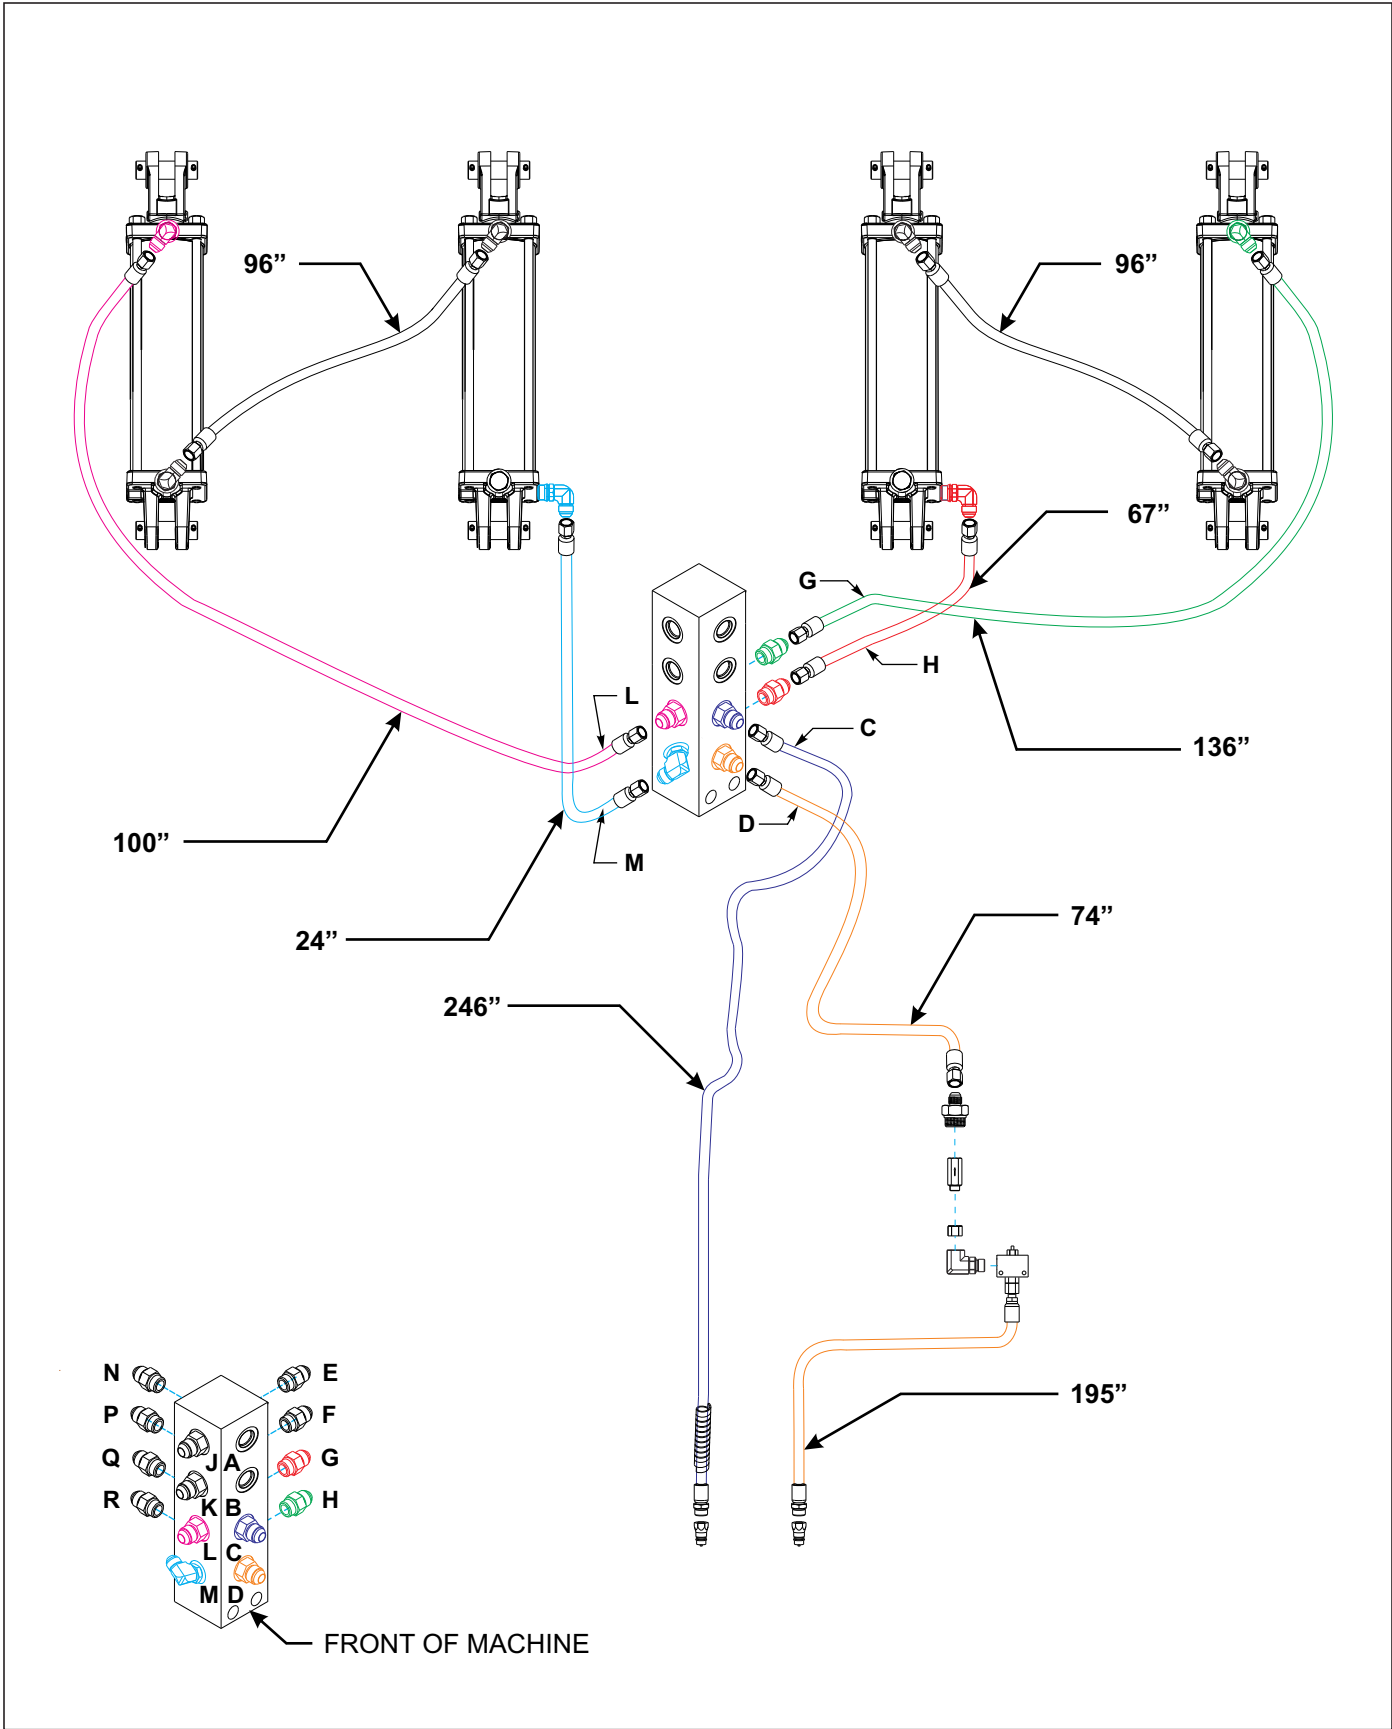 96”
96”
67”
G
H
L
C
136”
D
100”
M
74”
24”
246”
N
E
P
F
195”
J A
Q
G
R
K B
H
L C
M D
FRONT OF MACHINE